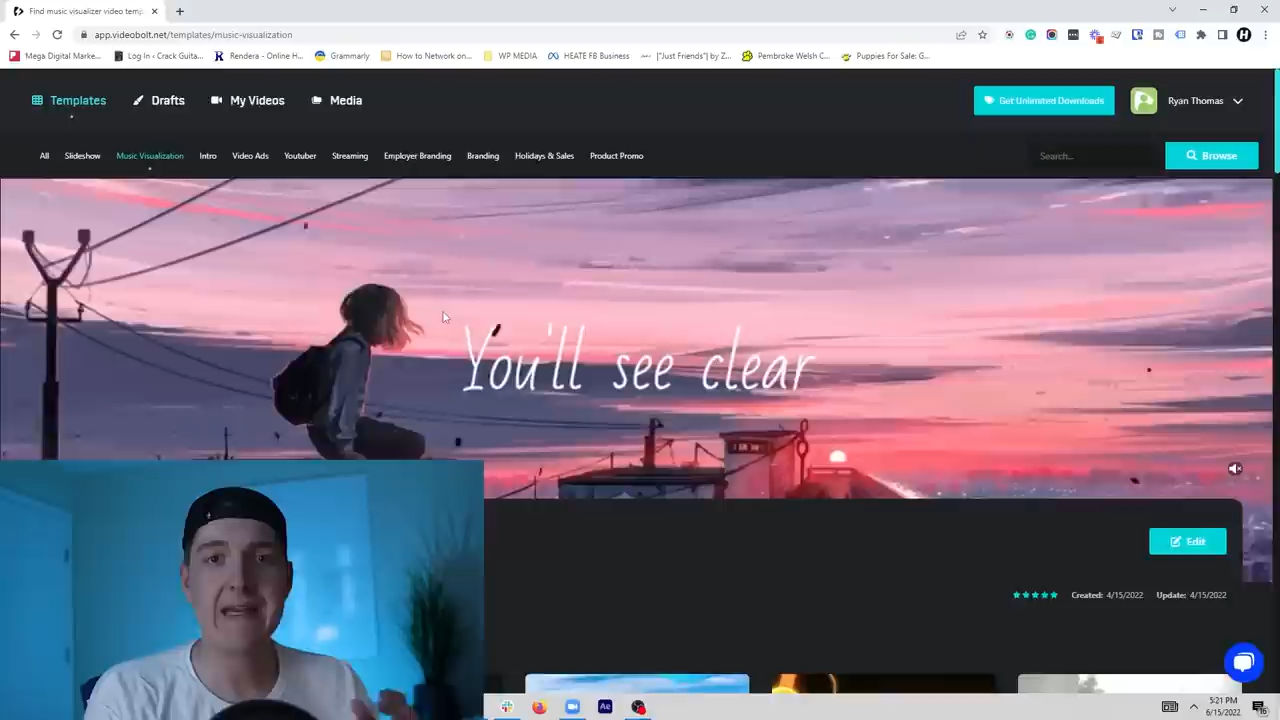 Find music visualizer video temp
app.videobolt.net/templates/music-visualization
Mega Digital Marke... Log In ‹ Crack Guita... Rendera - Online H... Grammarly How to Network on... WP MEDIA HEATE FB Business ["Just Friends"] by Z... Pembroke Welsh C... Puppies For Sale: G...
Templates Drafts My Videos Media Get Unlimited Downloads Ryan Thomas
All Slideshow Music Visualization Intro Video Ads Youtuber Streaming Employer Branding Branding Holidays & Sales Product Promo Search... Browse
You'll see clear
Edit
Created: 4/15/2022 Update: 4/15/2022
Ae
5:21 PM
6/15/2022